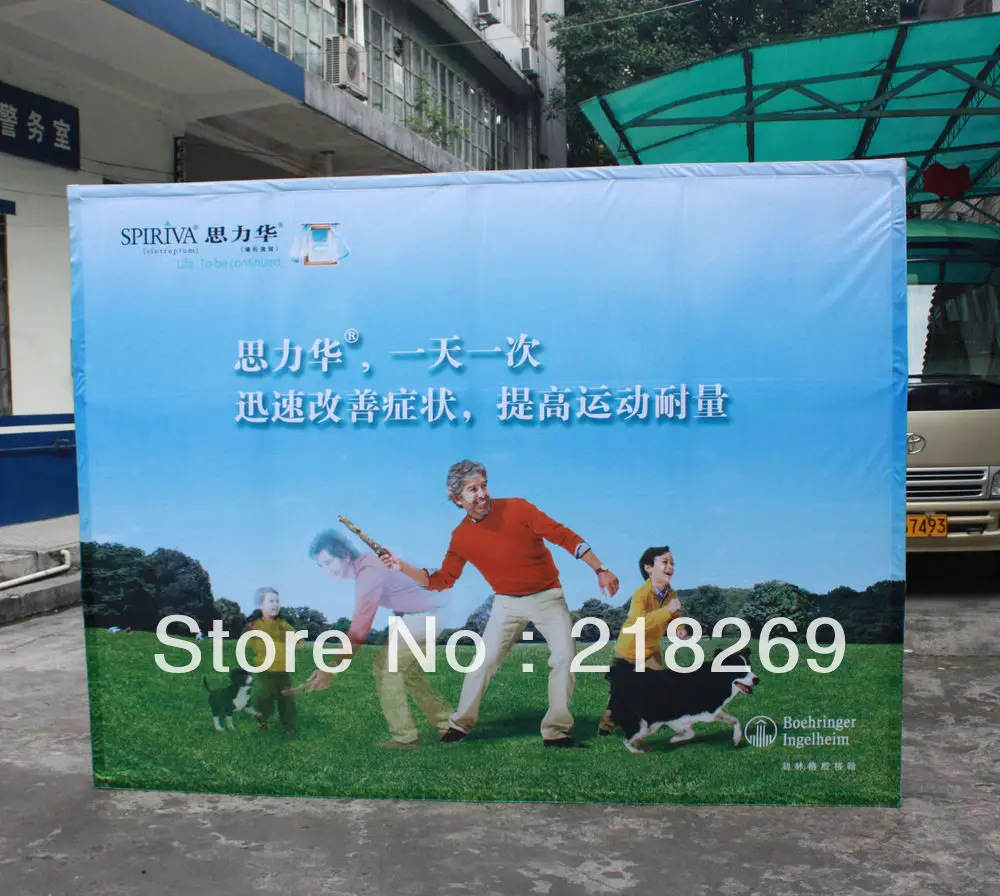 警务室
SPIRIVA® 思力华®
(tiotropium)
Life. To be continued.
思力华®，一天一次
迅速改善症状，提高运动耐量
Store No : 218269
Boehringer
Ingelheim
勃林格殷格翰
7493